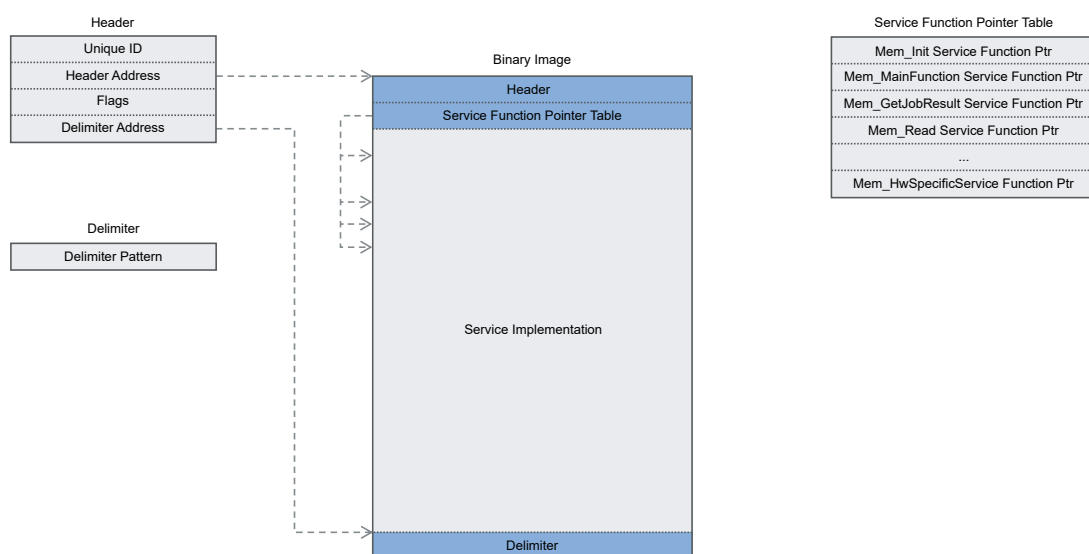 Header
Unique ID
Header Address
Flags
Delimiter Address
Delimiter
Delimiter Pattern
Binary Image
Header
Service Function Pointer Table
Service Implementation
Delimiter
Service Function Pointer Table
Mem_Init Service Function Ptr
Mem_MainFunction Service Function Ptr
Mem_GetJobResult Service Function Ptr
Mem_Read Service Function Ptr
...
Mem_HwSpecificService Function Ptr